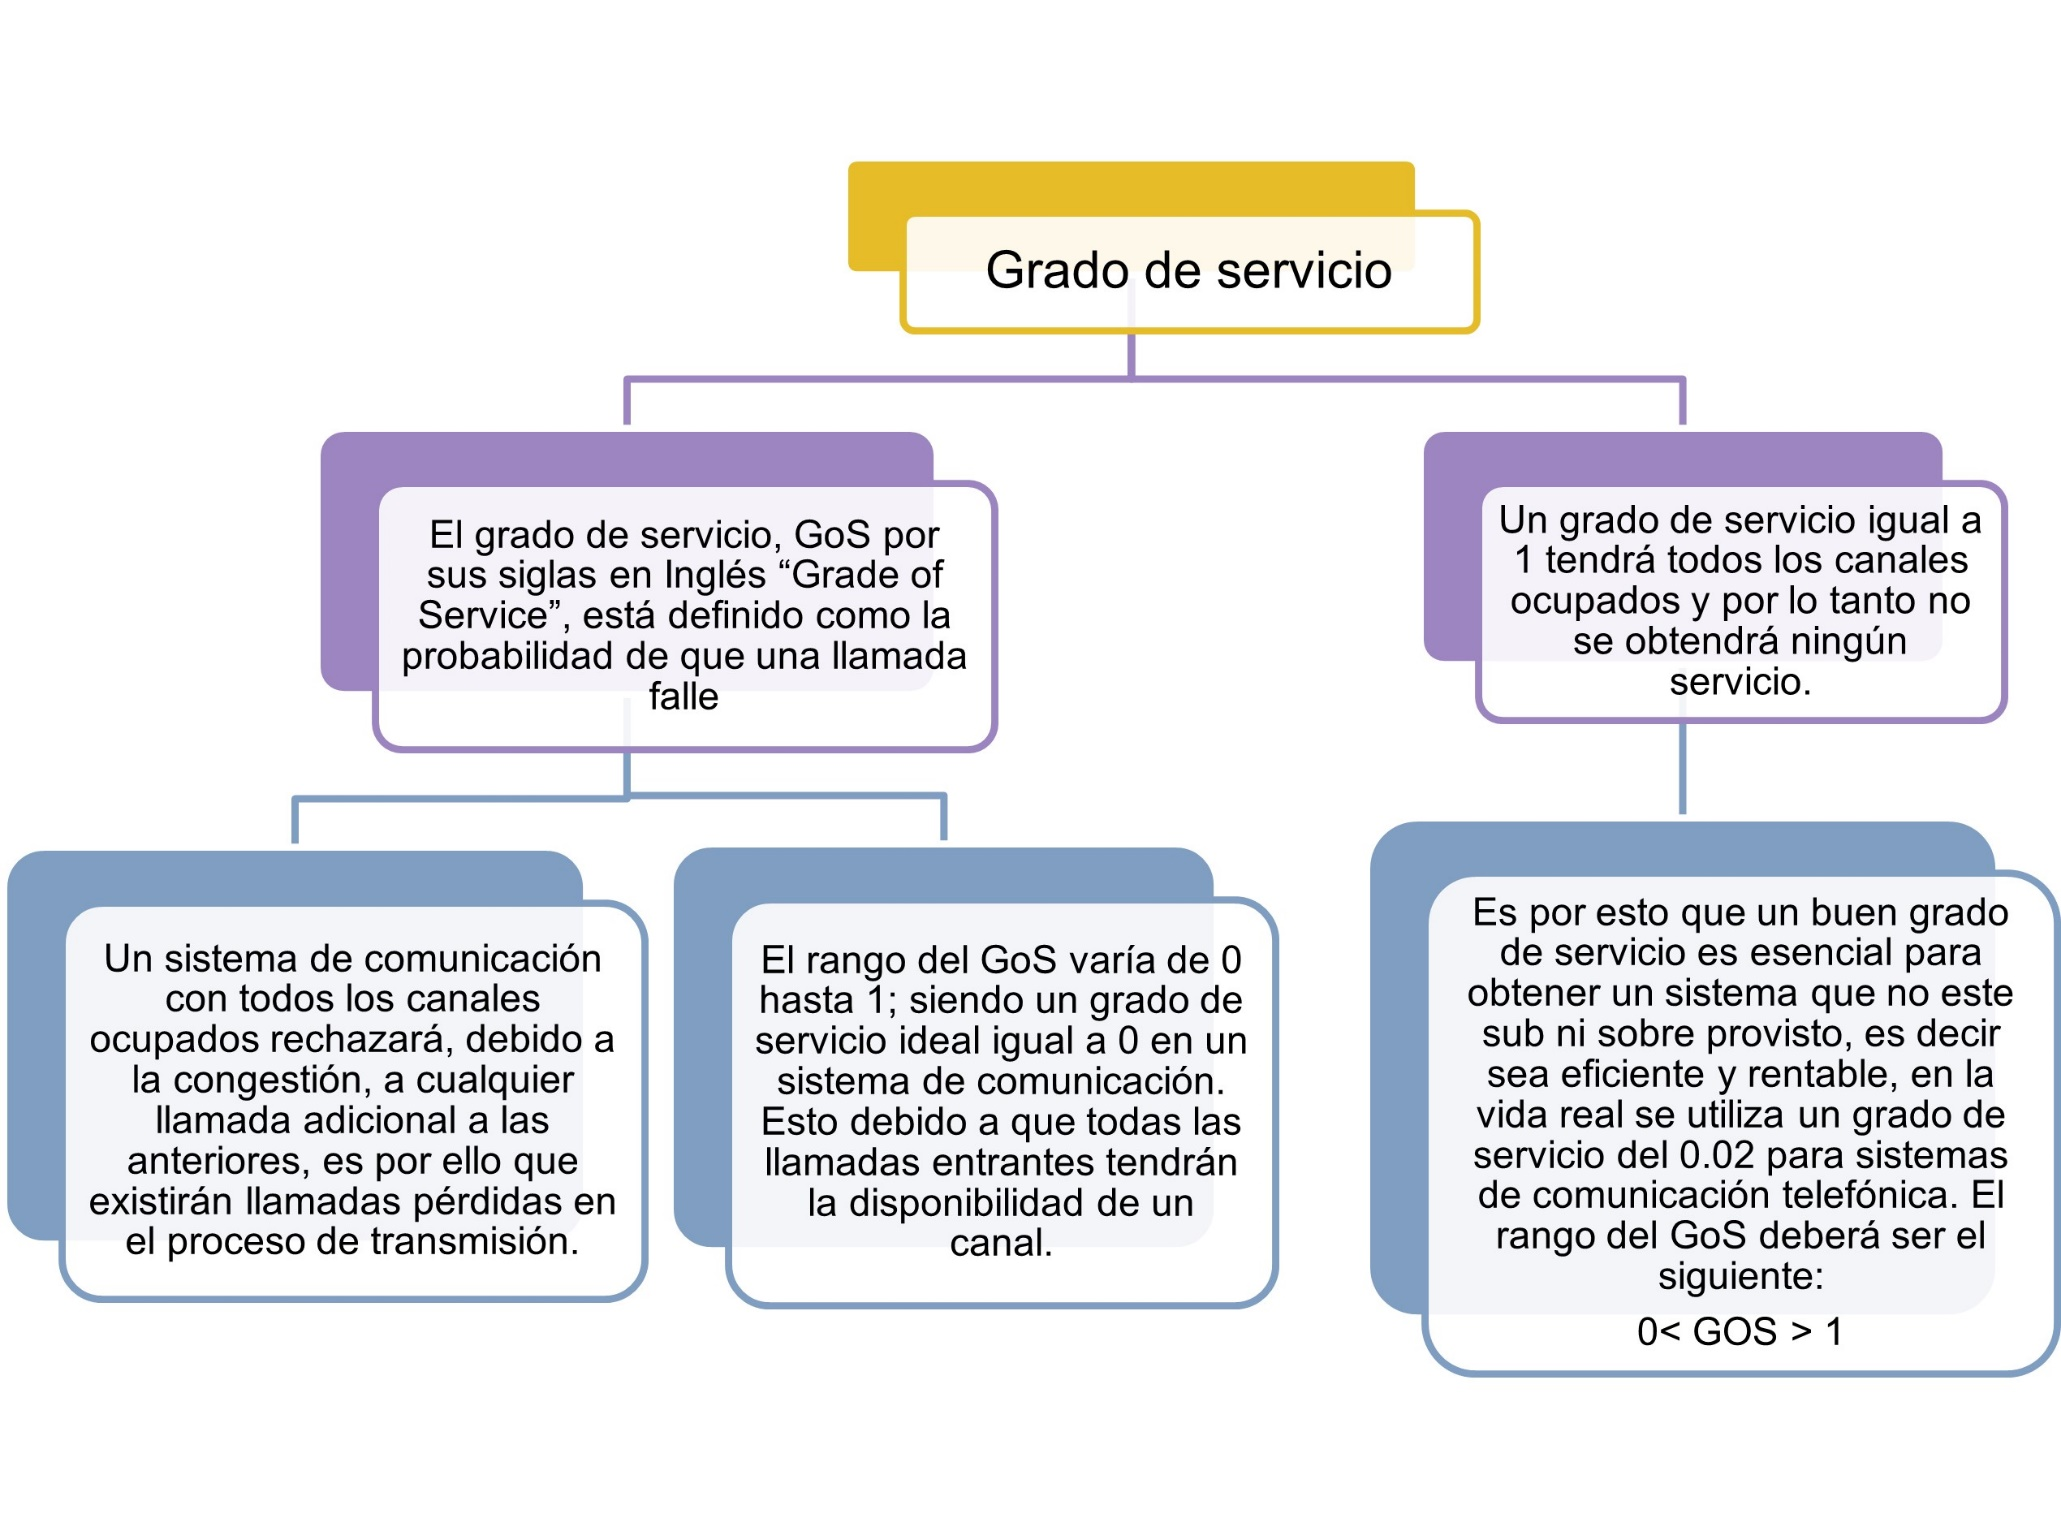 Grado de servicio
El grado de servicio, GoS por
sus siglas en Inglés “Grade of
Service”, está definido como la
probabilidad de que una llamada
falle
Un grado de servicio igual a
1 tendrá todos los canales
ocupados y por lo tanto no
se obtendrá ningún
servicio.
Un sistema de comunicación
con todos los canales
ocupados rechazará, debido a
la congestión, a cualquier
llamada adicional a las
anteriores, es por ello que
existirán llamadas pérdidas en
el proceso de transmisión.
El rango del GoS varía de 0
hasta 1; siendo un grado de
servicio ideal igual a 0 en un
sistema de comunicación.
Esto debido a que todas las
llamadas entrantes tendrán
la disponibilidad de un
canal.
Es por esto que un buen grado
de servicio es esencial para
obtener un sistema que no este
sub ni sobre provisto, es decir
sea eficiente y rentable, en la
vida real se utiliza un grado de
servicio del 0.02 para sistemas
de comunicación telefónica. El
rango del GoS deberá ser el
siguiente:
0< GOS > 1